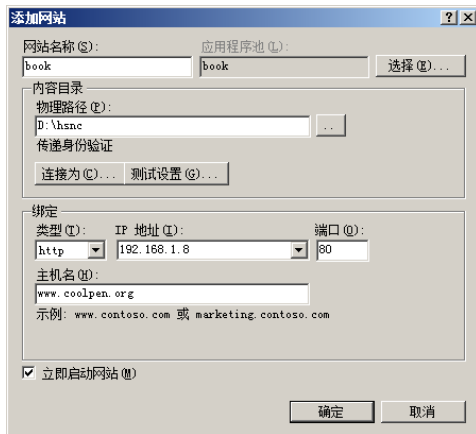 添加网站
网站名称(S): 应用程序池(L):
book book 选择(E)...
内容目录
物理路径(P):
D:\hsnc ..
传递身份验证
连接为(C)... 测试设置(G)...
绑定
类型(T): IP 地址(I): 端口(O):
http 192.168.1.8 80
主机名(H):
www.coolpen.org
示例: www.contoso.com 或 marketing.contoso.com
立即启动网站(M)
确定 取消